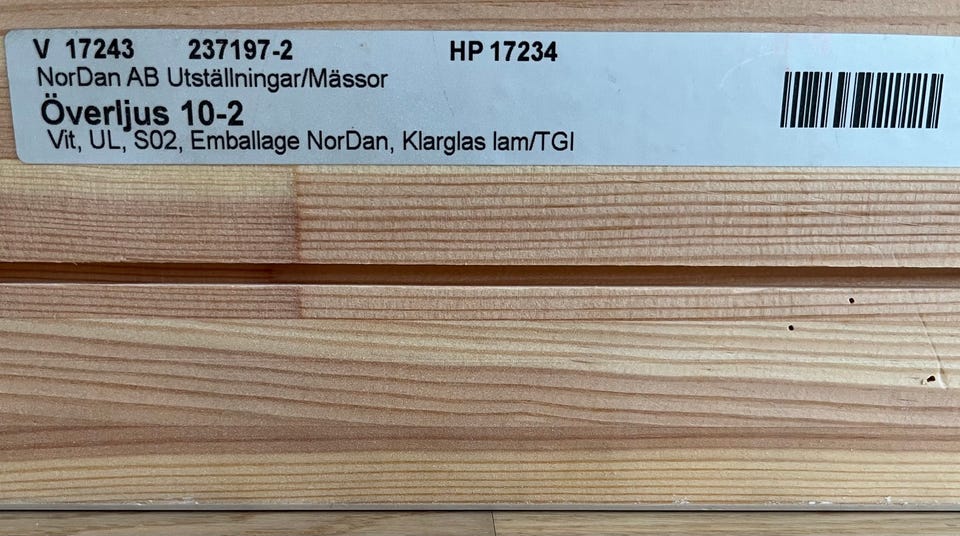 V 17243 237197-2 HP 17234
NorDan AB Utställningar/Mässor
Överljus 10-2
Vit, UL, S02, Emballage NorDan, Klarglas lam/TGI